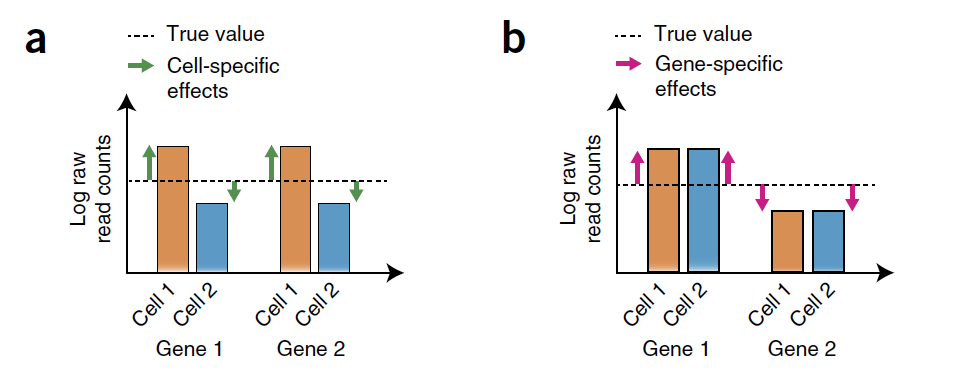 a
True value
Cell-specific
effects
Log raw
read counts
Cell 1
Cell 2
Cell 1
Cell 2
Gene 1
Gene 2
b
True value
Gene-specific
effects
Log raw
read counts
Cell 1
Cell 2
Cell 1
Cell 2
Gene 1
Gene 2